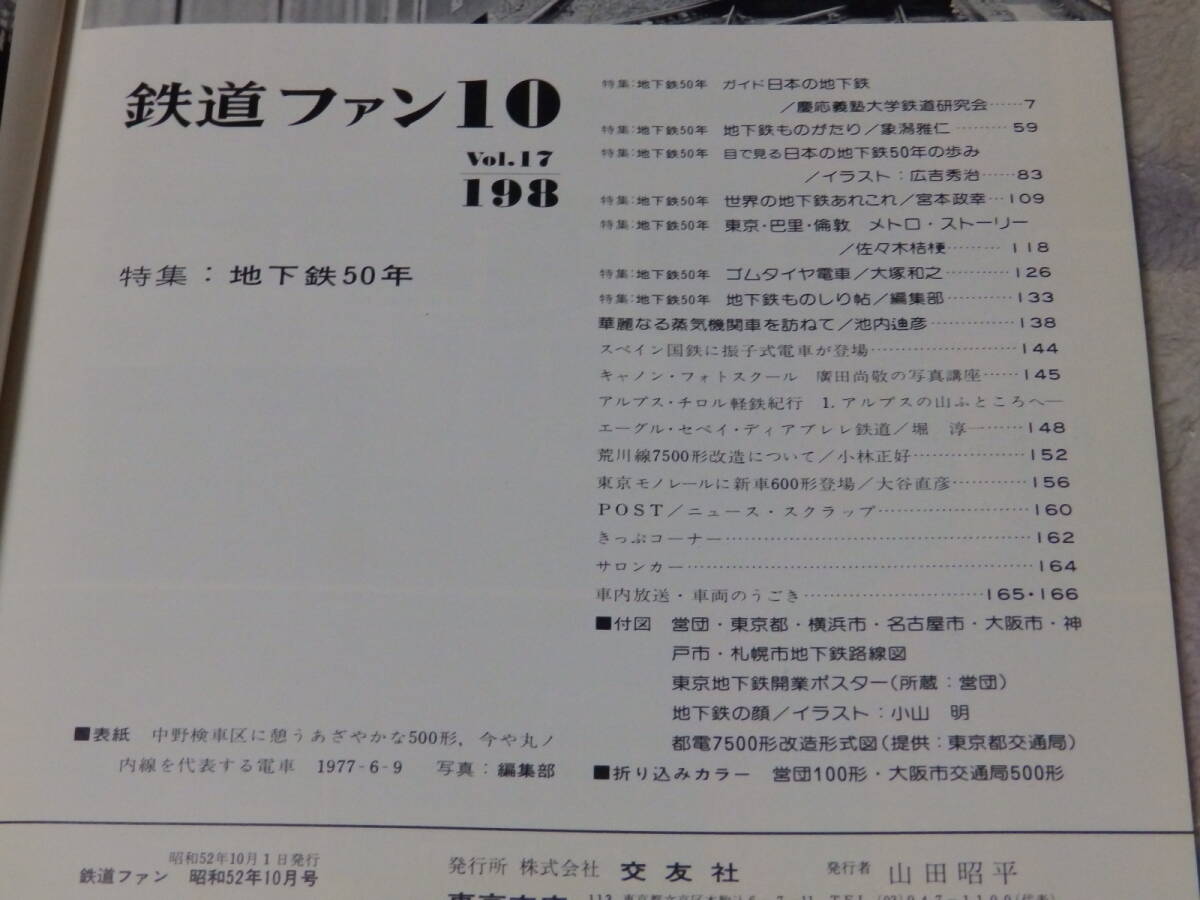 鉄道ファン10
Vol.17
198
特集：地下鉄50年
特集：地下鉄50年 ガイド日本の地下鉄
／慶応義塾大学鉄道研究会……7
特集：地下鉄50年 地下鉄ものがたり／象潟雅仁………59
特集：地下鉄50年 目で見る日本の地下鉄50年の歩み
／イラスト：広吉秀治……83
特集：地下鉄50年 世界の地下鉄あれこれ／宮本政幸…109
特集：地下鉄50年 東京・巴里・倫敦 メトロ・ストーリー
／佐々木桔梗………118
特集：地下鉄50年 ゴムタイヤ電車／大塚和之…………126
特集：地下鉄50年 地下鉄ものしり帖／編集部…………133
華麗なる蒸気機関車を訪ねて／池内迪彦……………138
スペイン国鉄に振子式電車が登場……………………144
キャノン・フォトスクール 廣田尚敬の写真講座……145
アルプス・チロル軽鉄紀行 1.アルプスの山ふところへ―
エーグル・セペイ・ディアブレレ鉄道／堀 淳一……148
荒川線7500形改造について／小林正好………………152
東京モノレールに新車600形登場／大谷直彦…………156
POST／ニュース・スクラップ……………………160
きっぷコーナー…………………………………………162
サロンカー………………………………………………164
車内放送・車両のうごき………………………165・166
■付図 営団・東京都・横浜市・名古屋市・大阪市・神
戸市・札幌市地下鉄路線図
東京地下鉄開業ポスター（所蔵：営団）
地下鉄の顔／イラスト：小山 明
都電7500形改造形式図（提供：東京都交通局）
■折り込みカラー 営団100形・大阪市交通局500形
■表紙 中野検車区に憩うあざやかな500形，今や丸ノ
内線を代表する電車 1977-6-9 写真：編集部
昭和52年10月1日発行
鉄道ファン 昭和52年10月号
発行所 株式会社 交友社
発行者 山田昭平